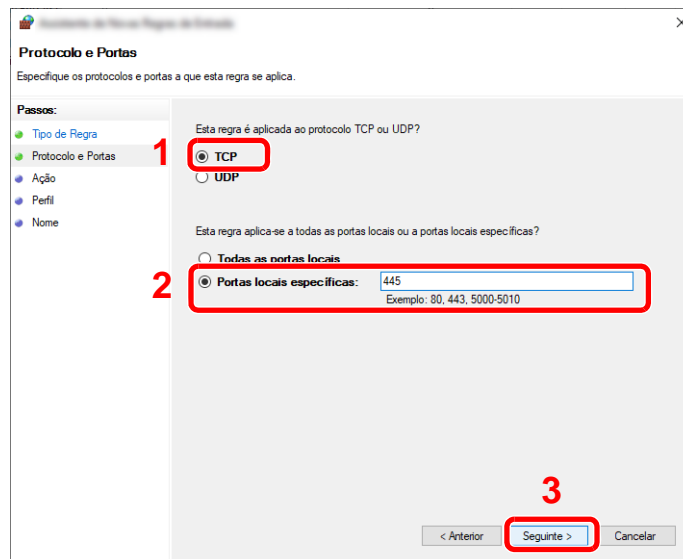 Protocolo e Portas
Especifique os protocolos e portas a que esta regra se aplica.
Passos:
Tipo de Regra
Protocolo e Portas
Ação
Perfil
Nome
Esta regra é aplicada ao protocolo TCP ou UDP?
1
TCP
UDP
Esta regra aplica-se a todas as portas locais ou a portas locais específicas?
Todas as portas locais
2
Portas locais específicas: 445
Exemplo: 80, 443, 5000-5010
3
< Anterior
Seguinte >
Cancelar